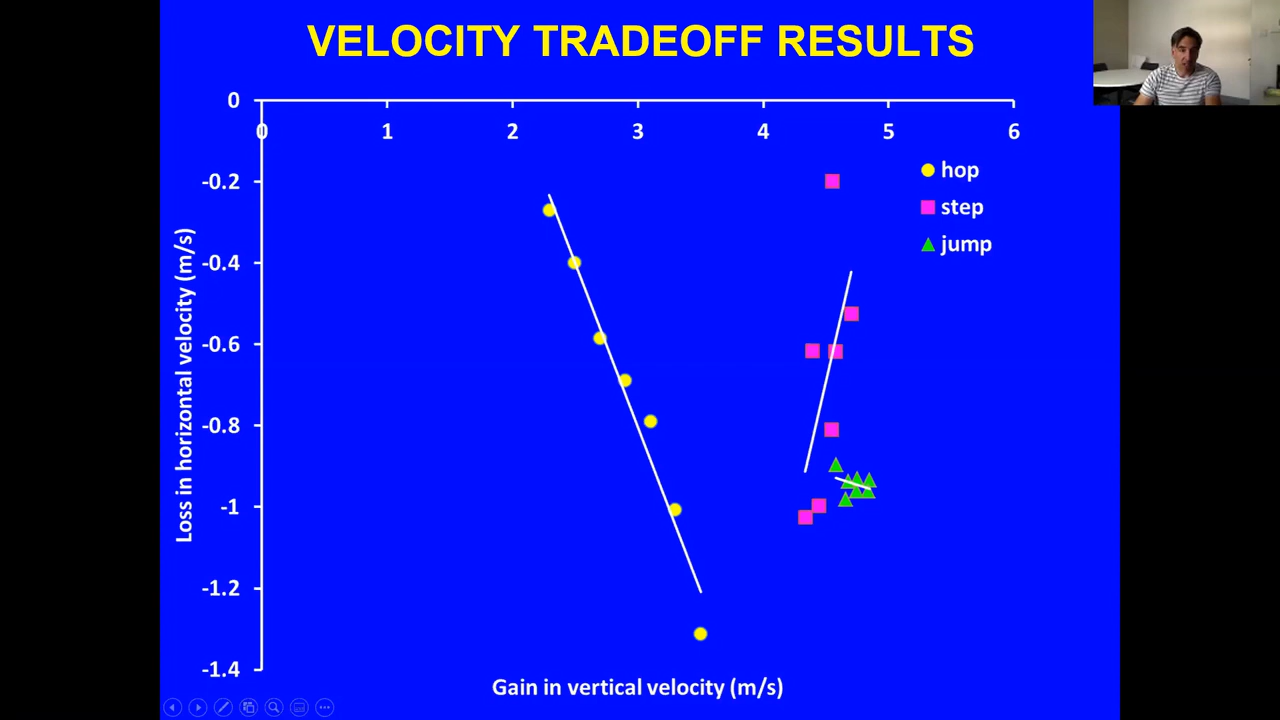 VELOCITY TRADEOFF RESULTS
0
0 1 2 3 4 5 6
-0.2
-0.4
-0.6
-0.8
-1
-1.2
-1.4
hop
step
jump
Loss in horizontal velocity (m/s)
Gain in vertical velocity (m/s)